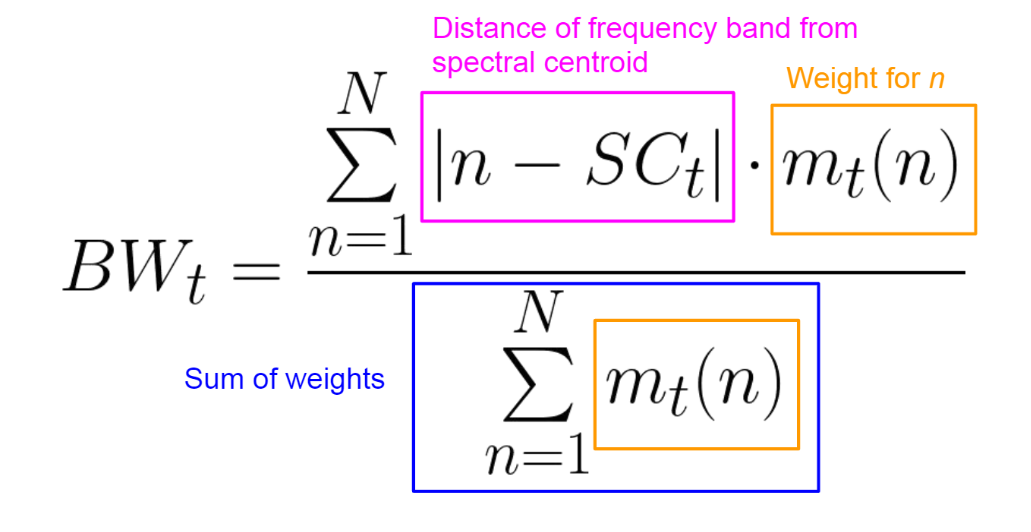 Distance of frequency band from
spectral centroid
Weight for n
BW_t = \frac{\sum_{n=1}^{N} |n - SC_t| \cdot m_t(n)}{\sum_{n=1}^{N} m_t(n)}
Sum of weights